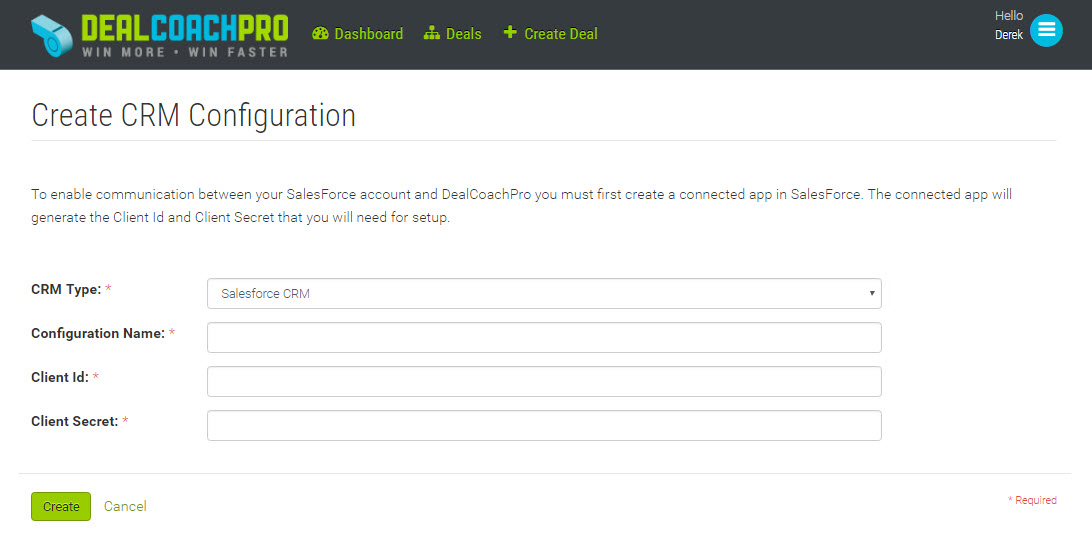 DEALCOACHPRO
WIN MORE • WIN FASTER
Dashboard
Deals
Create Deal
Hello
Derek
Create CRM Configuration
To enable communication between your SalesForce account and DealCoachPro you must first create a connected app in SalesForce. The connected app will
generate the Client Id and Client Secret that you will need for setup.
CRM Type: *
Salesforce CRM
Configuration Name: *
Client Id: *
Client Secret: *
Create
Cancel
* Required